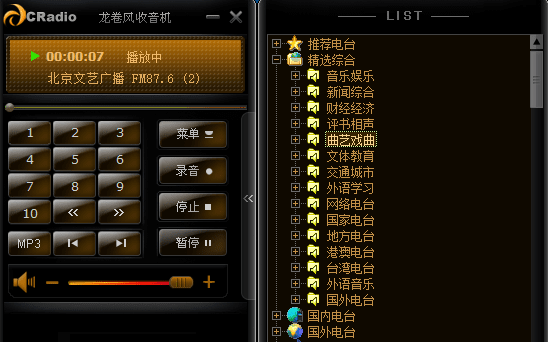 CRadio 龙卷风收音机
00:00:07 播放中
北京文艺广播 FM87.6 (2)
1 2 3
菜单
4 5 6
录音
7 8 9
停止
10
MP3
暂停
LIST
推荐电台
精选综合
音乐娱乐
新闻综合
财经经济
评书相声
曲艺戏曲
文体教育
交通城市
外语学习
网络电台
国家电台
地方电台
港澳电台
台湾电台
外语音乐
国外电台
国内电台
国外电台